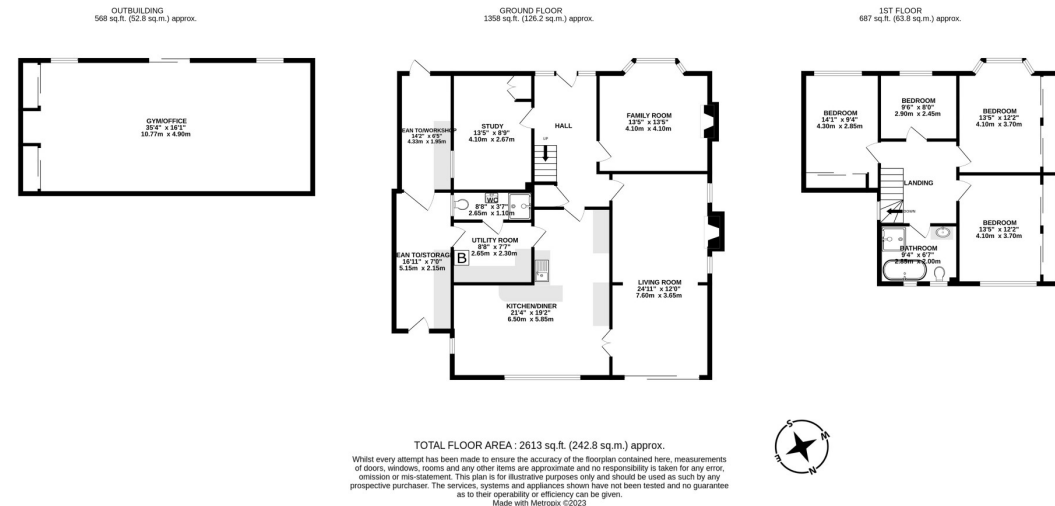 OUTBUILDING
568 sq.ft. (52.8 sq.m.) approx.
GROUND FLOOR
1358 sq.ft. (126.2 sq.m.) approx.
1ST FLOOR
687 sq.ft. (63.8 sq.m.) approx.
GYM/OFFICE
35'4" x 16'1"
10.77m x 4.90m
EAN TO/WORKSHOP
14'2" x 6'5"
4.33m x 1.95m
STUDY
13'5" x 8'9"
4.10m x 2.67m
HALL
UP
FAMILY ROOM
13'5" x 13'5"
4.10m x 4.10m
WC
8'8" x 3'7"
2.65m x 1.10m
UTILITY ROOM
8'8" x 7'7"
2.65m x 2.30m
B
EAN TO/STORAG
16'11" x 7'0"
5.15m x 2.15m
KITCHEN/DINER
21'4" x 19'2"
6.50m x 5.85m
LIVING ROOM
24'11" x 12'0"
7.60m x 3.65m
BEDROOM
14'1" x 9'4"
4.30m x 2.85m
BEDROOM
9'6" x 8'0"
2.90m x 2.45m
BEDROOM
13'5" x 12'2"
4.10m x 3.70m
LANDING
DOWN
BEDROOM
13'5" x 12'2"
4.10m x 3.70m
BATHROOM
9'4" x 6'7"
2.85m x 2.00m
TOTAL FLOOR AREA : 2613 sq.ft. (242.8 sq.m.) approx.
Whilst every attempt has been made to ensure the accuracy of the floorplan contained here, measurements
of doors, windows, rooms and any other items are approximate and no responsibility is taken for any error,
omission or mis-statement. This plan is for illustrative purposes only and should be used as such by any
prospective purchaser. The services, systems and appliances shown have not been tested and no guarantee
as to their operability or efficiency can be given.
Made with Metropix ©2023
S
W
E
N